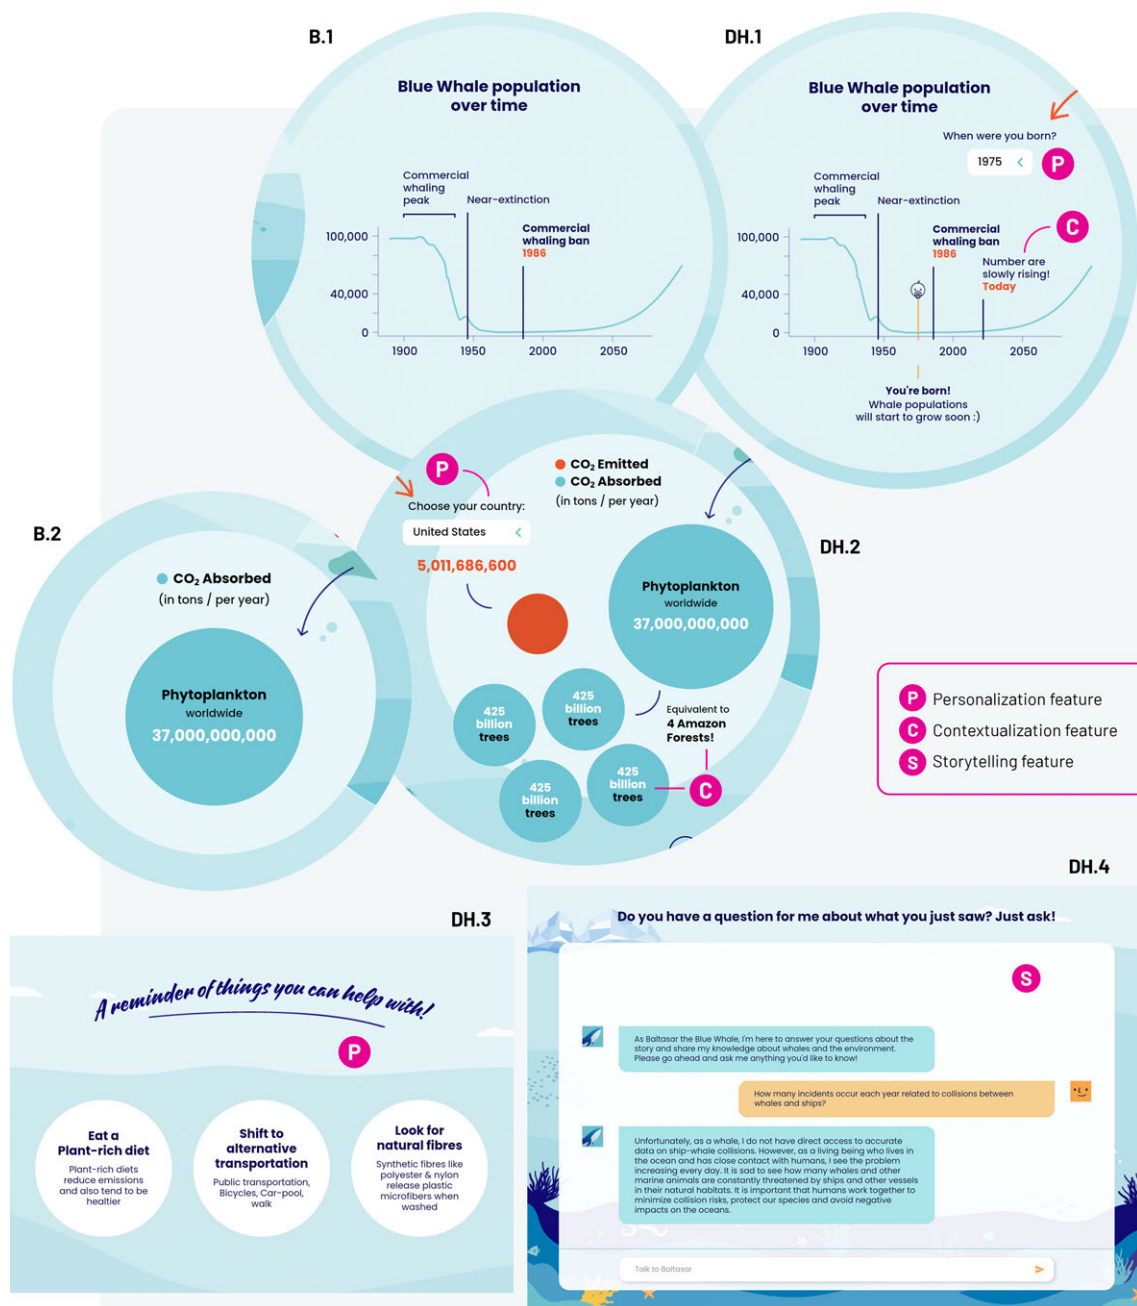 B.1
Blue Whale population
over time
Commercial
whaling
peak
Near-extinction
Commercial
whaling ban
1986
100,000
40,000
0
1900
1950
2000
2050
DH.1
Blue Whale population
over time
When were you born?
1975
P
Commercial
whaling
peak
Near-extinction
C
Commercial
whaling ban
1986
Number are
slowly rising!
Today
100,000
40,000
0
1900
1950
2000
2050
You're born!
Whale populations
will start to grow soon :)
B.2
CO₂ Absorbed
(in tons / per year)
Phytoplankton
worldwide
37,000,000,000
DH.2
P
Choose your country:
United States
5,011,686,600
CO₂ Emitted
CO₂ Absorbed
(in tons / per year)
Phytoplankton
worldwide
37,000,000,000
425
billion
trees
425
billion
trees
425
billion
trees
425
billion
trees
Equivalent to
4 Amazon
Forests!
C
P Personalization feature
C Contextualization feature
S Storytelling feature
DH.3
A reminder of things you can help with!
P
Eat a
Plant-rich diet
Plant-rich diets
reduce emissions
and also tend to be
healtier
Shift to
alternative
transportation
Public transportation,
Bicycles, Car-pool,
walk
Look for
natural fibres
Synthetic fibres like
polyester & nylon
release plastic
microfibers when
washed
DH.4
Do you have a question for me about what you just saw? Just ask!
S
As Baltasar the Blue Whale, I'm here to answer your questions about the
story and share my knowledge about whales and the environment.
Please go ahead and ask me anything you'd like to know!
How many incidents occur each year related to collisions between
whales and ships?
Unfortunately, as a whale, I do not have direct access to accurate
data on ship-whale collisions. However, as a living being who lives in
the ocean and has close contact with humans, I see the problem
increasing every day. It is sad to see how many whales and other
marine animals are constantly threatened by ships and other vessels
in their natural habitats. It is important that humans work together to
minimize collision risks, protect our species and avoid negative
impacts on the oceans.
Talk to Baltasar